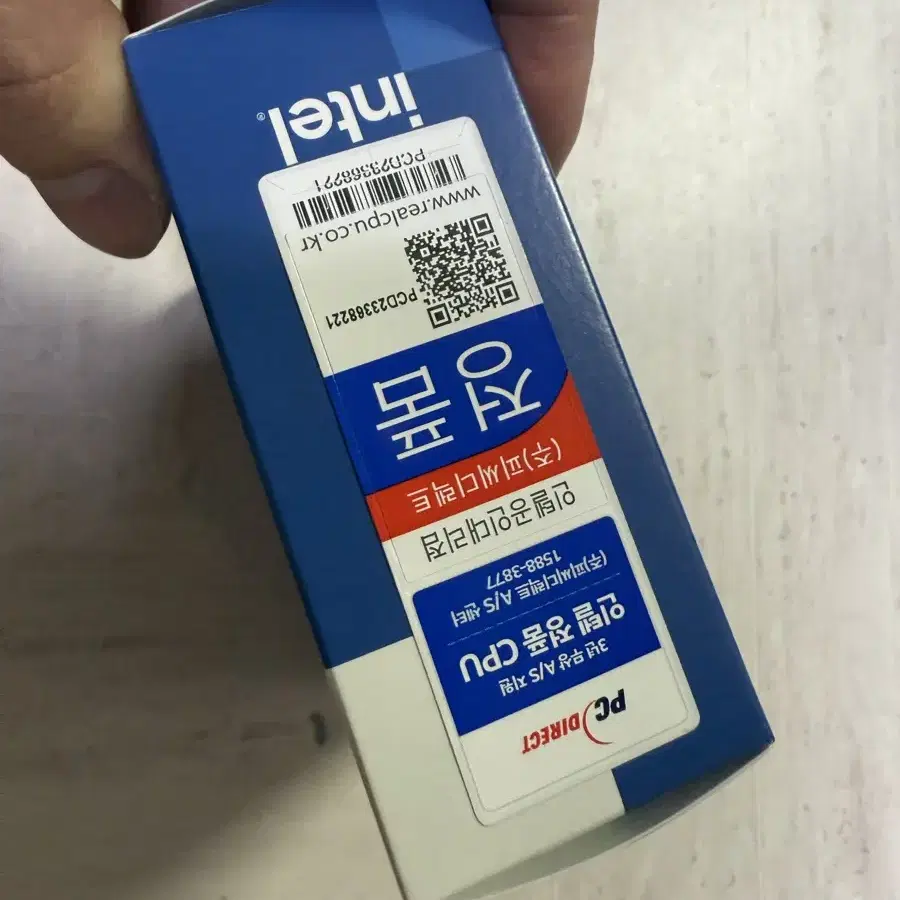 PC DIRECT
3년 무상 A/S 지원
인텔 정품 CPU
(주)피씨디렉트 A/S 센터
1588-3877
인텔공인대리점
(주)피씨디렉트
정품
PCD23368221
www.realcpu.co.kr
PCD23368221
intel®